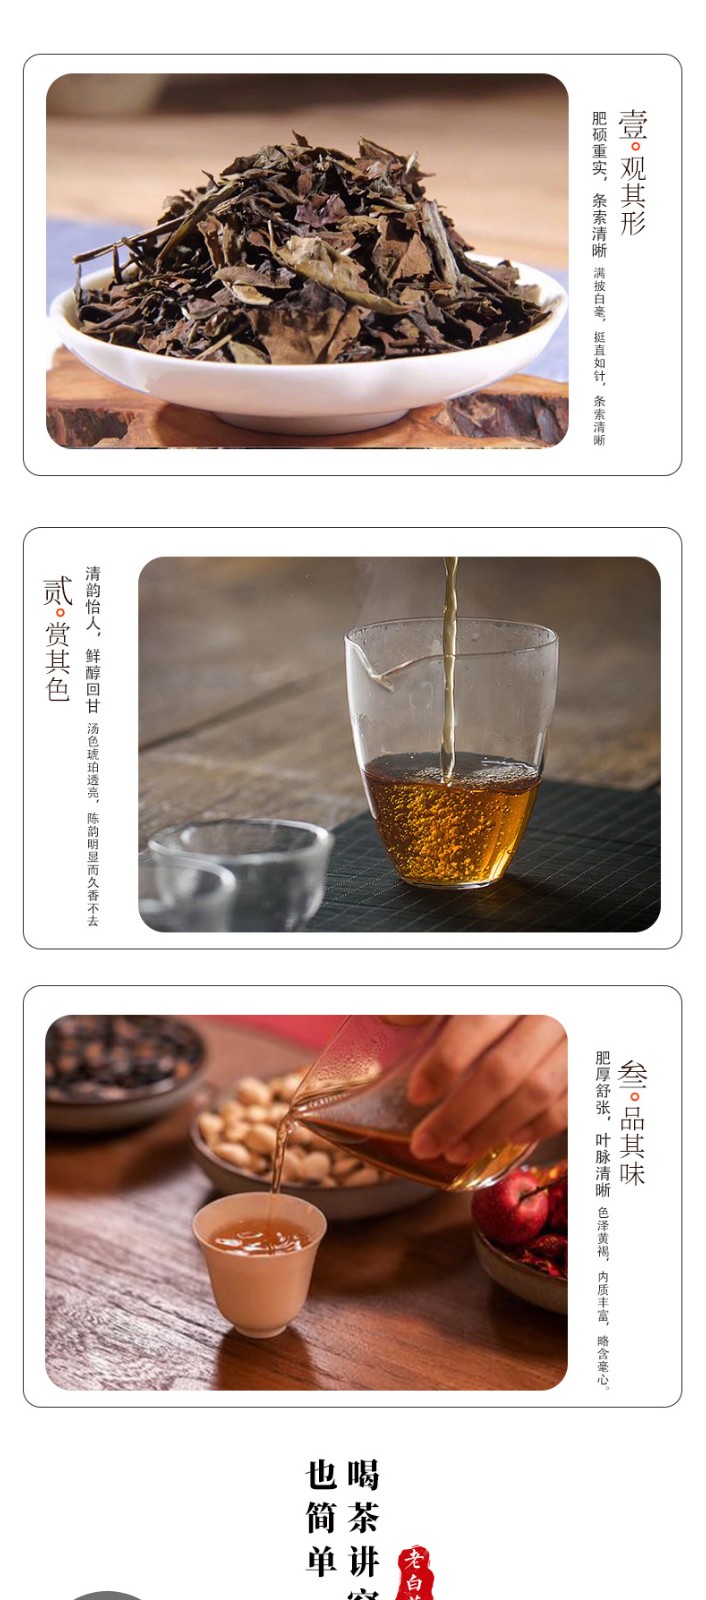 壹。观其形
肥硕重实，条索清晰
满披白毫，挺直如针，条索清晰
贰。赏其色
清韵怡人，鲜醇回甘
汤色琥珀透亮，陈韵明显而久香不去
叁。品其味
肥厚舒张，叶脉清晰
色泽黄褐，内质丰富，略含毫心。
喝茶讲究
也简单
老白